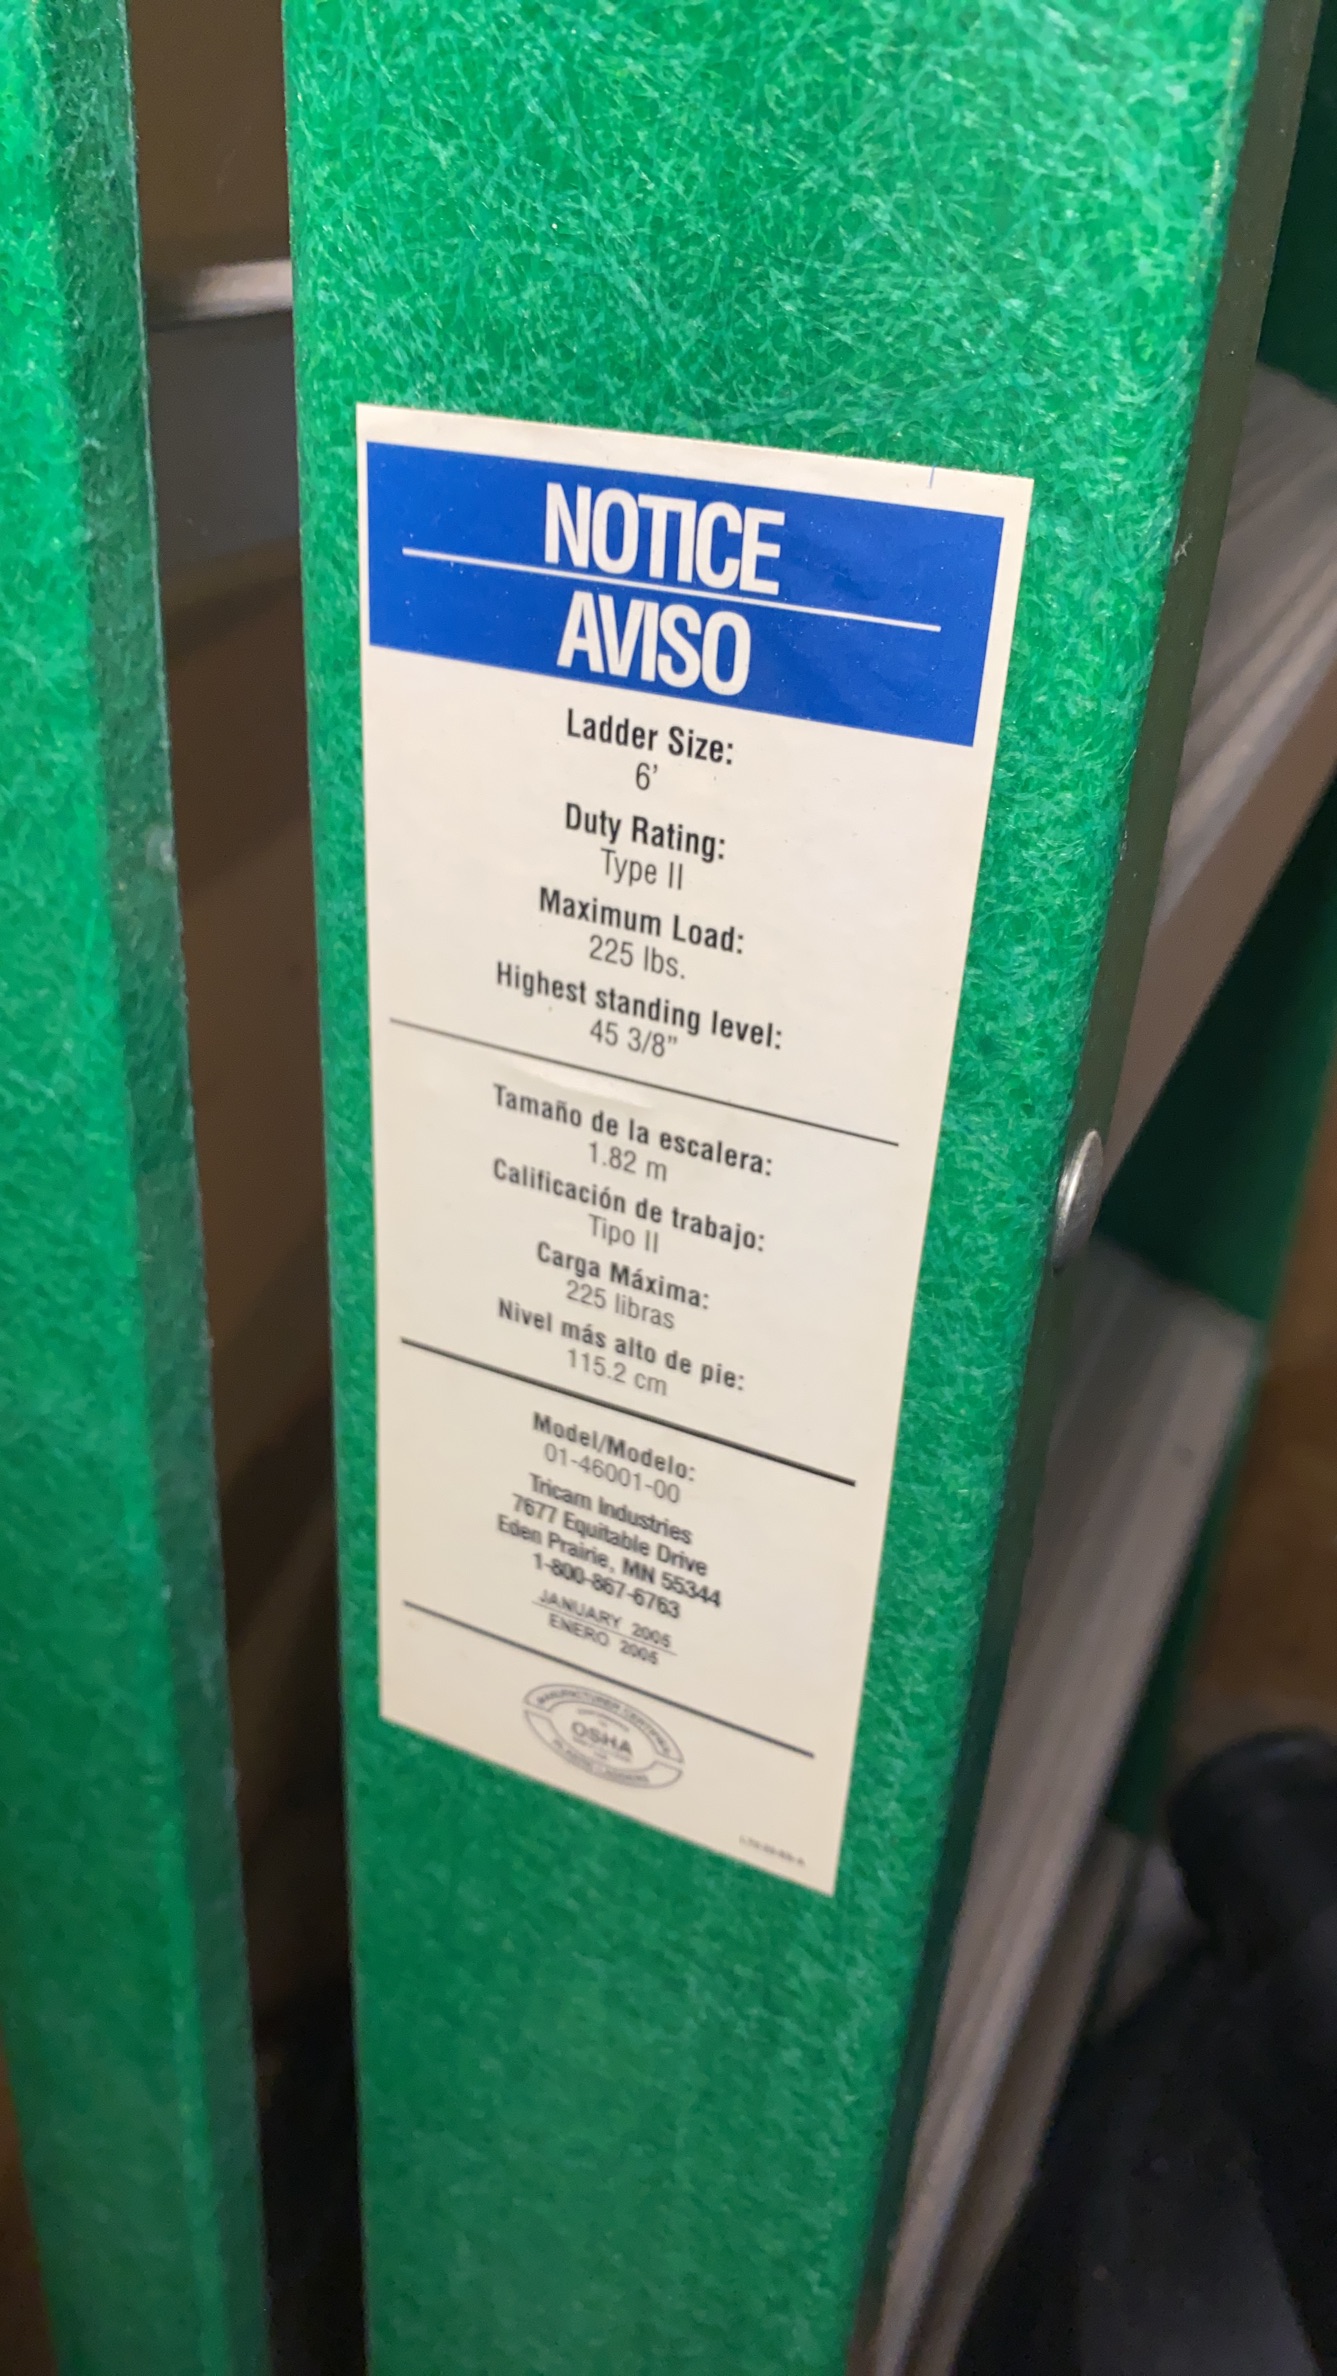 NOTICE
AVISO
Ladder Size:
6'
Duty Rating:
Type II
Maximum Load:
225 lbs.
Highest standing level:
45 3/8"
Tamaño de la escalera:
1.82 m
Calificación de trabajo:
Tipo II
Carga Máxima:
225 libras
Nivel más alto de pie:
115.2 cm
Model/Modelo:
01-46001-00
Tricam Industries
7677 Equitable Drive
Eden Prairie, MN 55344
1-800-867-6763
JANUARY
ENERO
MANUFACTURER CERTIFIES
OSHA